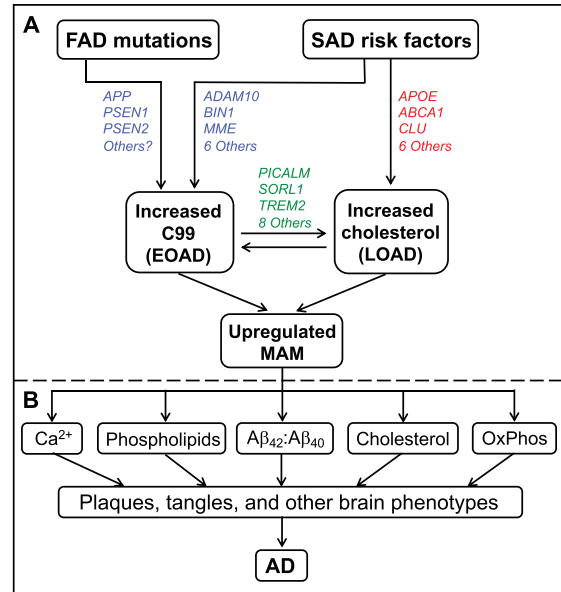 A
FAD mutations
SAD risk factors
APP
PSEN1
PSEN2
Others?
ADAM10
BIN1
MME
6 Others
APOE
ABCA1
CLU
6 Others
PICALM
SORL1
TREM2
8 Others
Increased
C99
(EOAD)
Increased
cholesterol
(LOAD)
Upregulated
MAM
B
Ca²⁺
Phospholipids
Aβ₄₂:Aβ₄₀
Cholesterol
OxPhos
Plaques, tangles, and other brain phenotypes
AD